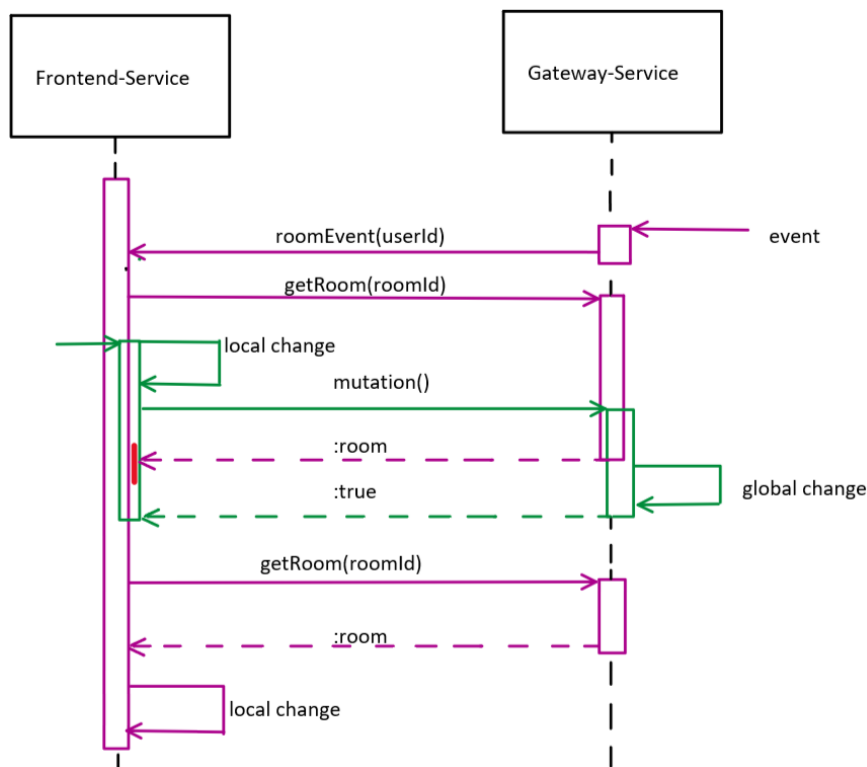 Frontend-Service
Gateway-Service
roomEvent(userId)
event
getRoom(roomId)
local change
mutation()
:room
:true
global change
getRoom(roomId)
:room
local change